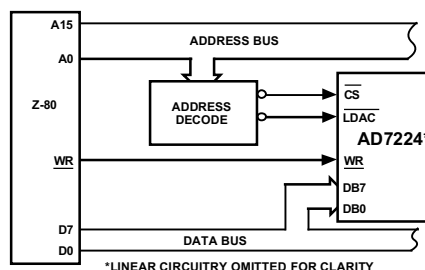 A15
ADDRESS BUS
A0
Z-80
ADDRESS
DECODE
CS
LDAC
AD7224*
WR
WR
DB7
DB0
D7
DATA BUS
D0
*LINEAR CIRCUITRY OMITTED FOR CLARITY